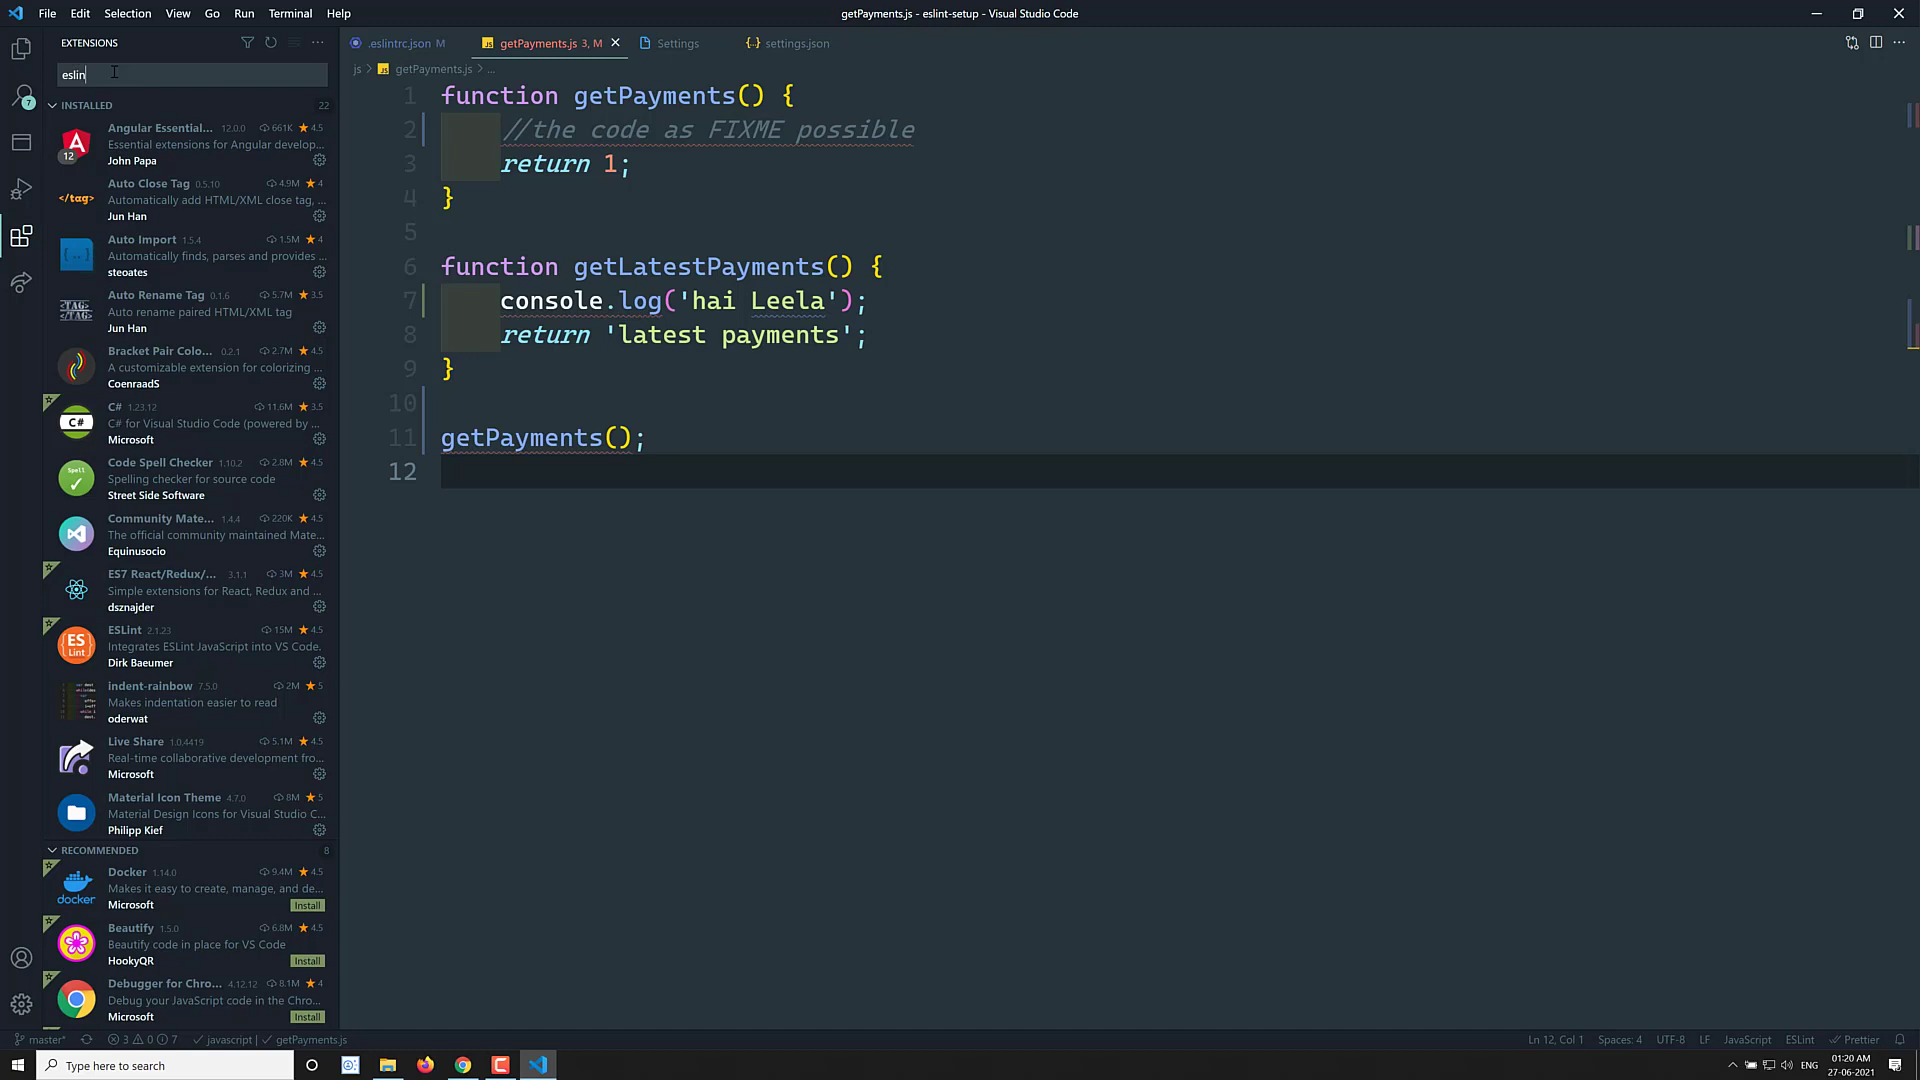 File Edit Selection View Go Run Terminal Help
getPayments.js - eslint-setup - Visual Studio Code
EXTENSIONS
eslin
INSTALLED 22
Angular Essential... 12.0.0 661K 4.5
Essential extensions for Angular develop...
John Papa
12
Auto Close Tag 0.5.10 4.9M 4
Automatically add HTML/XML close tag, ...
Jun Han
</tag>
Auto Import 1.5.4 1.5M 4
Automatically finds, parses and provides ...
steoates
Auto Rename Tag 0.1.6 5.7M 3.5
Auto rename paired HTML/XML tag
Jun Han
Bracket Pair Colo... 0.2.1 2.7M 4.5
A customizable extension for colorizing ...
CoenraadS
C# 1.23.12 11.6M 3.5
C# for Visual Studio Code (powered by ...
Microsoft
C#
Code Spell Checker 1.10.2 2.8M 4.5
Spelling checker for source code
Street Side Software
Spell
Community Mate... 1.4.4 220K 4.5
The official community maintained Mate...
Equinusocio
ES7 React/Redux/... 3.1.1 3M 4.5
Simple extensions for React, Redux and ...
dsznajder
ESLint 2.1.23 15M 4.5
Integrates ESLint JavaScript into VS Code.
Dirk Baeumer
ES
Lint
indent-rainbow 7.5.0 2M 5
Makes indentation easier to read
oderwat
Live Share 1.0.4419 5.1M 4.5
Real-time collaborative development fro...
Microsoft
Material Icon Theme 4.7.0 8M 5
Material Design Icons for Visual Studio C...
Philipp Kief
RECOMMENDED 8
Docker 1.14.0 9.4M 4.5
Makes it easy to create, manage, and de...
Microsoft Install
docker
Beautify 1.5.0 6.8M 4.5
Beautify code in place for VS Code
HookyQR Install
Debugger for Chro... 4.12.12 8.1M 4
Debug your JavaScript code in the Chro...
Microsoft Install
7
.eslintrc.json M getPayments.js 3, M Settings settings.json
js > getPayments.js > ...
1 function getPayments() {
2 //the code as FIXME possible
3 return 1;
4 }
5
6 function getLatestPayments() {
7 console.log('hai Leela');
8 return 'latest payments';
9 }
10
11 getPayments();
12
master* 3 0 7 javascript | getPayments.js
Ln 12, Col 1 Spaces: 4 UTF-8 LF JavaScript ESLint Prettier
Type here to search
ENG 01:20 AM
27-06-2021